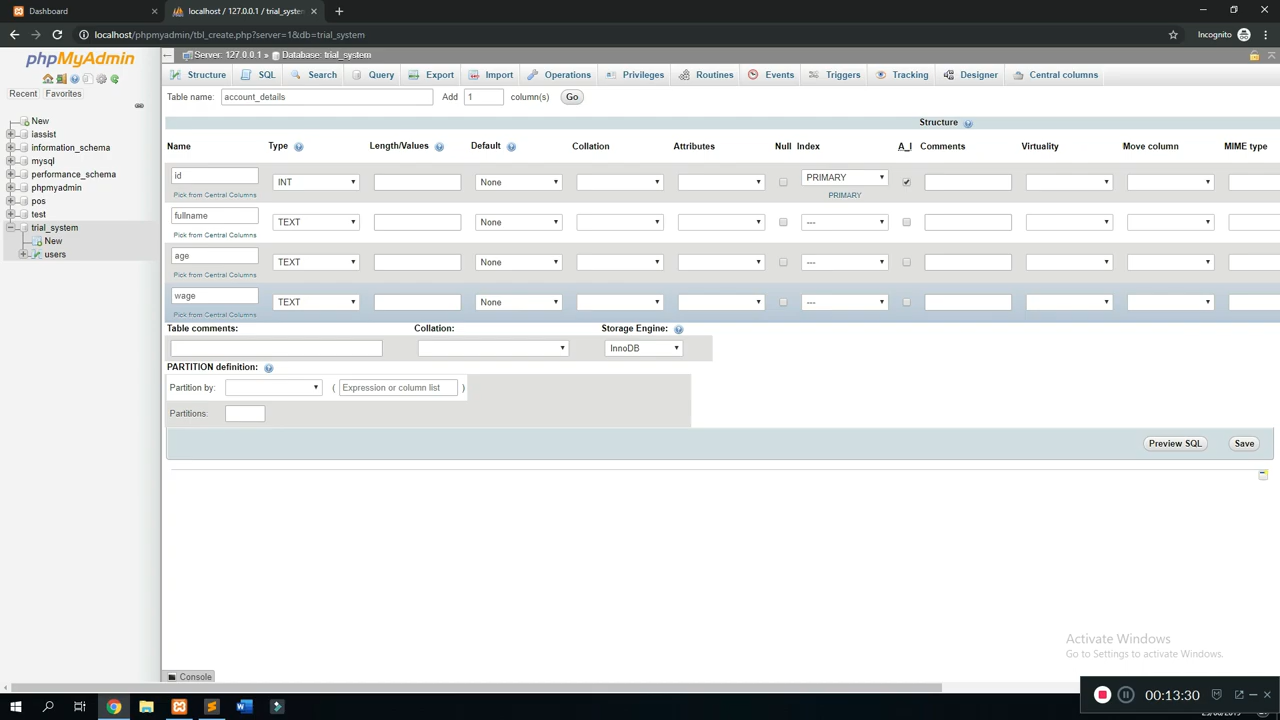 Dashboard
localhost / 127.0.0.1 / trial_system
Incognito
localhost/phpmyadmin/tbl_create.php?server=1&db=trial_system
phpMyAdmin
Recent Favorites
New
iassist
information_schema
mysql
performance_schema
phpmyadmin
pos
test
trial_system
New
users
Server: 127.0.0.1 » Database: trial_system
Structure SQL Search Query Export Import Operations Privileges Routines Events Triggers Tracking Designer Central columns
Table name: account_details Add 1 column(s) Go
Structure
Name Type Length/Values Default Collation Attributes Null Index A_I Comments Virtuality Move column MIME type
id INT None PRIMARY
Pick from Central Columns PRIMARY
fullname TEXT None ---
Pick from Central Columns
age TEXT None ---
Pick from Central Columns
wage TEXT None ---
Pick from Central Columns
Table comments: Collation: Storage Engine:
InnoDB
PARTITION definition:
Partition by: ( Expression or column list )
Partitions:
Preview SQL Save
Console
Activate Windows
Go to Settings to activate Windows.
00:13:30